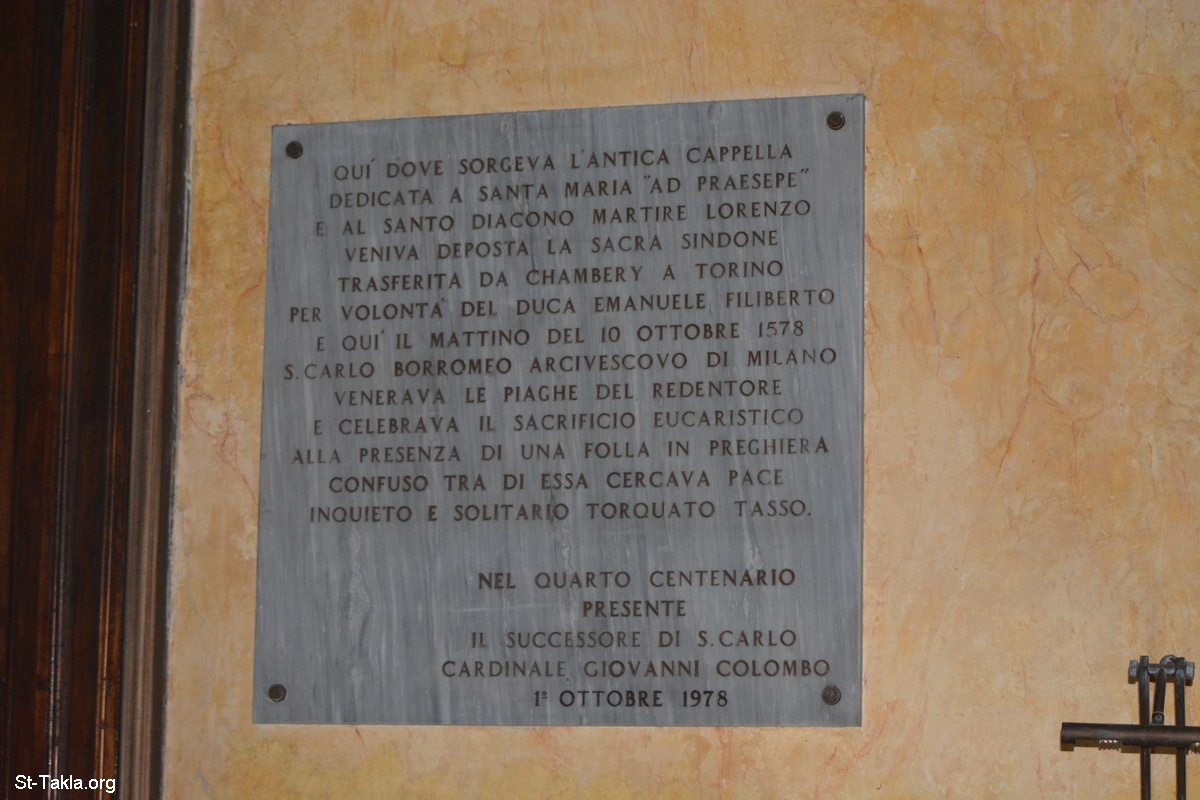 QUI' DOVE SORGEVA L'ANTICA CAPPELLA
DEDICATA A SANTA MARIA "AD PRAESEPE"
E AL SANTO DIACONO MARTIRE LORENZO
VENIVA DEPOSTA LA SACRA SINDONE
TRASFERITA DA CHAMBERY A TORINO
PER VOLONTA' DEL DUCA EMANUELE FILIBERTO
E QUI' IL MATTINO DEL 10 OTTOBRE 1578
S. CARLO BORROMEO ARCIVESCOVO DI MILANO
VENERAVA LE PIAGHE DEL REDENTORE
E CELEBRAVA IL SACRIFICIO EUCARISTICO
ALLA PRESENZA DI UNA FOLLA IN PREGHIERA
CONFUSO TRA DI ESSA CERCAVA PACE
INQUIETO E SOLITARIO TORQUATO TASSO.
NEL QUARTO CENTENARIO
PRESENTE
IL SUCCESSORE DI S. CARLO
CARDINALE GIOVANNI COLOMBO
1º OTTOBRE 1978
St-Takla.org